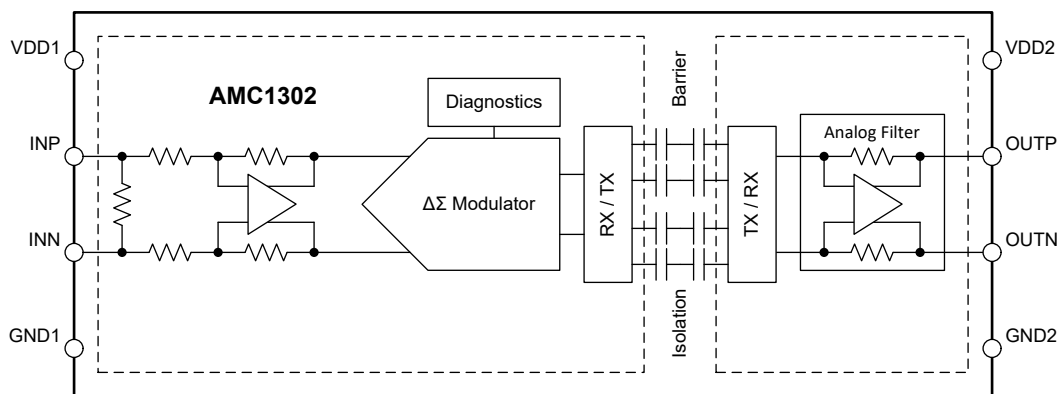 VDD1
VDD2
AMC1302
Diagnostics
Barrier
Analog Filter
INP
OUTP
ΔΣ Modulator
RX / TX
TX / RX
INN
OUTN
Isolation
GND1
GND2